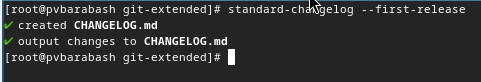 [root@pvbarabash git-extended]# standard-changelog --first-release
✔ created CHANGELOG.md
✔ output changes to CHANGELOG.md
[root@pvbarabash git-extended]#